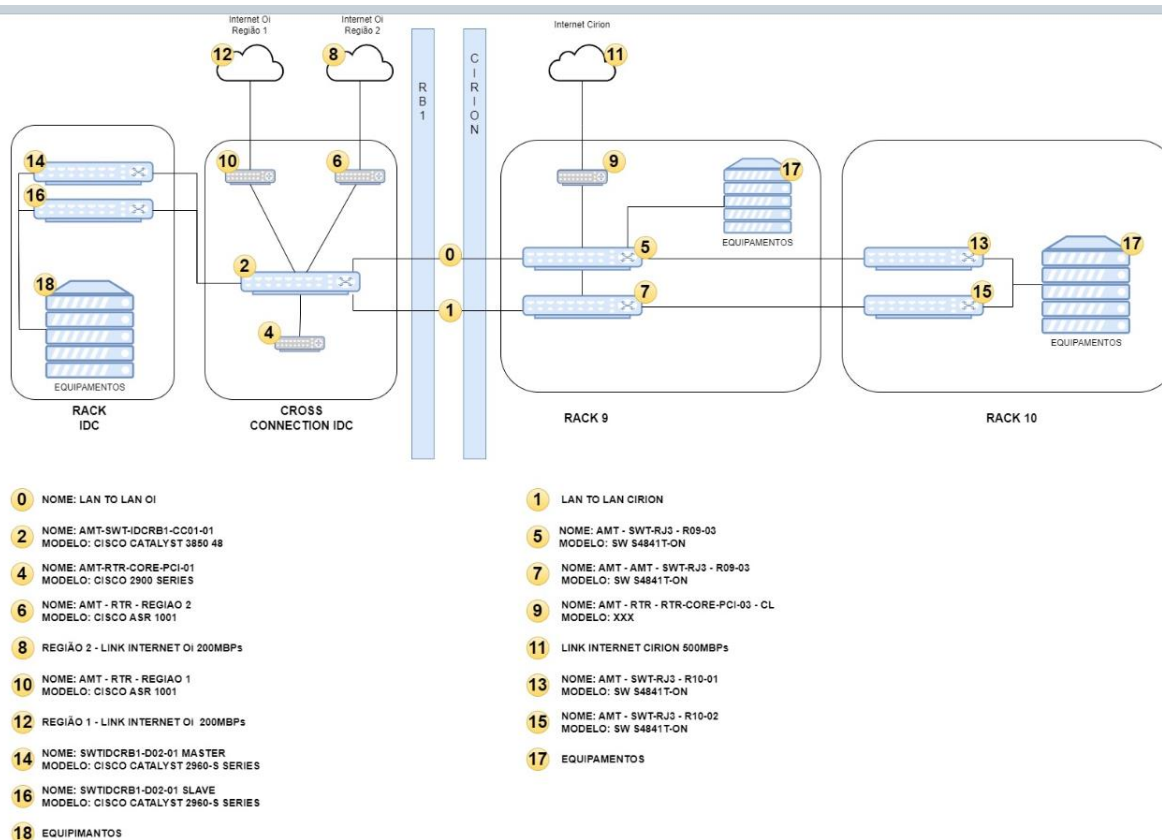 Internet Oi
Região 1
Internet Oi
Região 2
Internet Cirion
12
8
11
R
B
1
C
I
R
I
O
N
14
16
10
6
9
17
EQUIPAMENTOS
2
0
5
13
17
18
4
1
7
15
EQUIPAMENTOS
EQUIPAMENTOS
RACK
IDC
CROSS
CONNECTION IDC
RACK 9
RACK 10
0 NOME: LAN TO LAN OI
2 NOME: AMT-SWT-IDCRB1-CC01-01
MODELO: CISCO CATALYST 3850 48
4 NOME: AMT-RTR-CORE-PCI-01
MODELO: CISCO 2900 SERIES
6 NOME: AMT - RTR - REGIAO 2
MODELO: CISCO ASR 1001
8 REGIÃO 2 - LINK INTERNET Oi 200MBPs
10 NOME: AMT - RTR - REGIAO 1
MODELO: CISCO ASR 1001
12 REGIÃO 1 - LINK INTERNET Oi 200MBPs
14 NOME: SWTIDCRB1-D02-01 MASTER
MODELO: CISCO CATALYST 2960-S SERIES
16 NOME: SWTIDCRB1-D02-01 SLAVE
MODELO: CISCO CATALYST 2960-S SERIES
18 EQUIPIMANTOS
1 LAN TO LAN CIRION
5 NOME: AMT - SWT-RJ3 - R09-03
MODELO: SW S4841T-ON
7 NOME: AMT - AMT - SWT-RJ3 - R09-03
MODELO: SW S4841T-ON
9 NOME: AMT - RTR - RTR-CORE-PCI-03 - CL
MODELO: XXX
11 LINK INTERNET CIRION 500MBPs
13 NOME: AMT - SWT-RJ3 - R10-01
MODELO: SW S4841T-ON
15 NOME: AMT - SWT-RJ3 - R10-02
MODELO: SW S4841T-ON
17 EQUIPAMENTOS